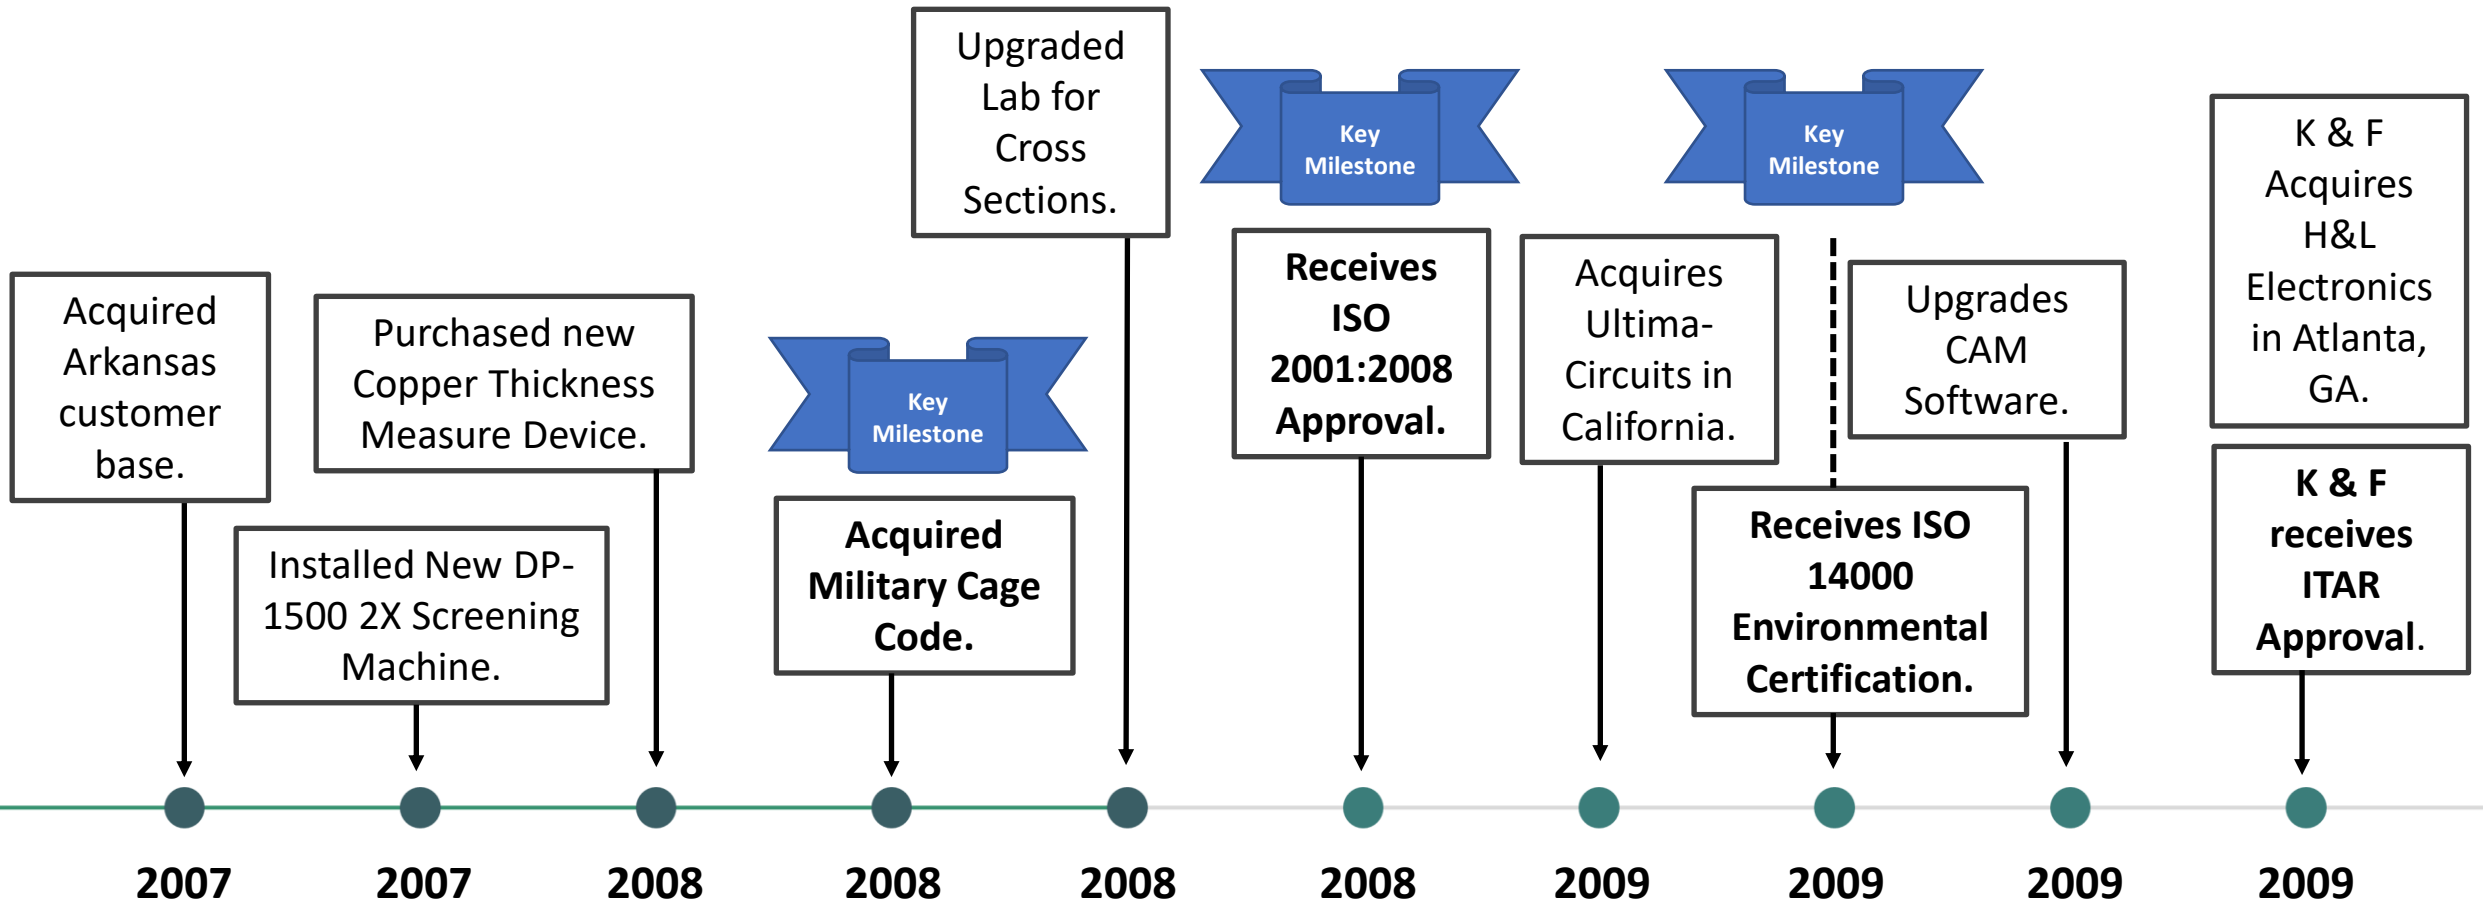 Acquired
Arkansas
customer
base.
Installed New DP-
1500 2X Screening
Machine.
Purchased new
Copper Thickness
Measure Device.
Key
Milestone
Acquired
Military Cage
Code.
Upgraded
Lab for
Cross
Sections.
Key
Milestone
Receives
ISO
2001:2008
Approval.
Acquires
Ultima-
Circuits in
California.
Key
Milestone
Receives ISO
14000
Environmental
Certification.
Upgrades
CAM
Software.
K & F
Acquires
H&L
Electronics
in Atlanta,
GA.
K & F
receives
ITAR
Approval.
2007
2007
2008
2008
2008
2008
2009
2009
2009
2009